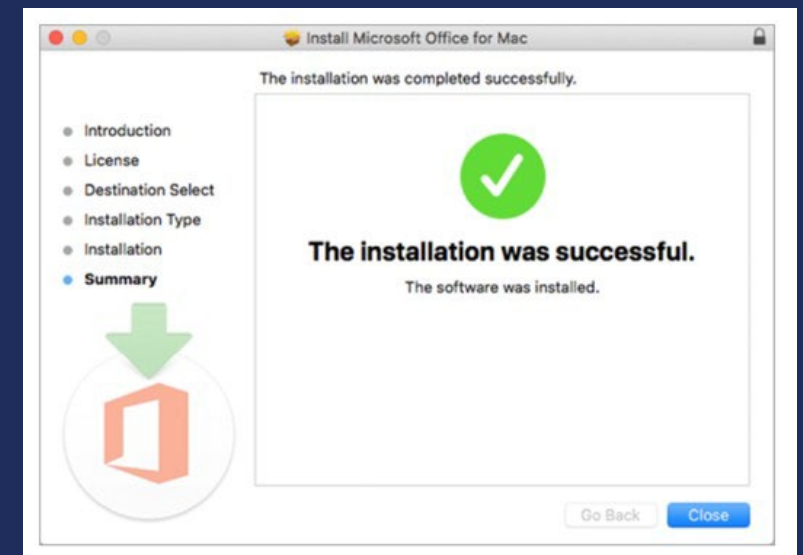 Install Microsoft Office for Mac
The installation was completed successfully.
Introduction
License
Destination Select
Installation Type
Installation
Summary
The installation was successful.
The software was installed.
Go Back
Close